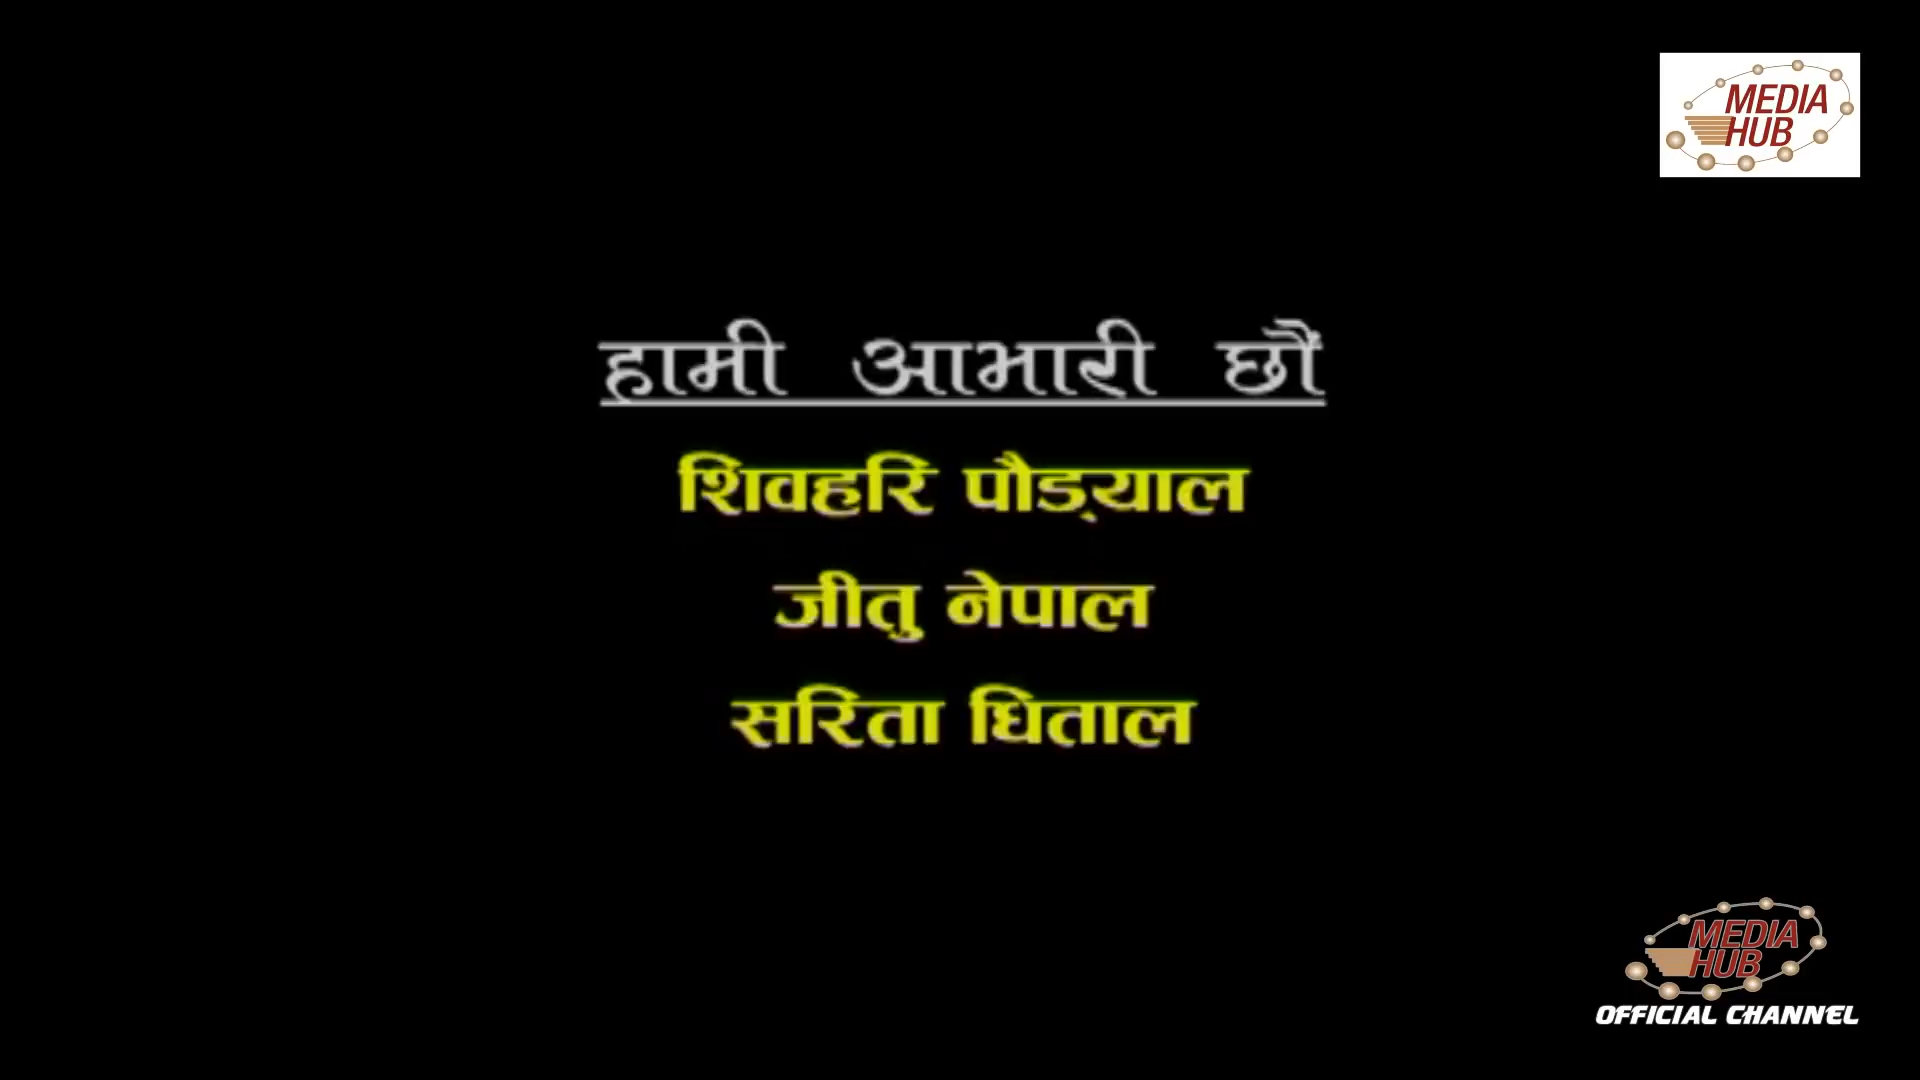 MEDIA
HUB
हामी आभारी छौं
शिवहरि पौड्याल
जीतु नेपाल
सरिता धिताल
MEDIA
HUB
OFFICIAL CHANNEL